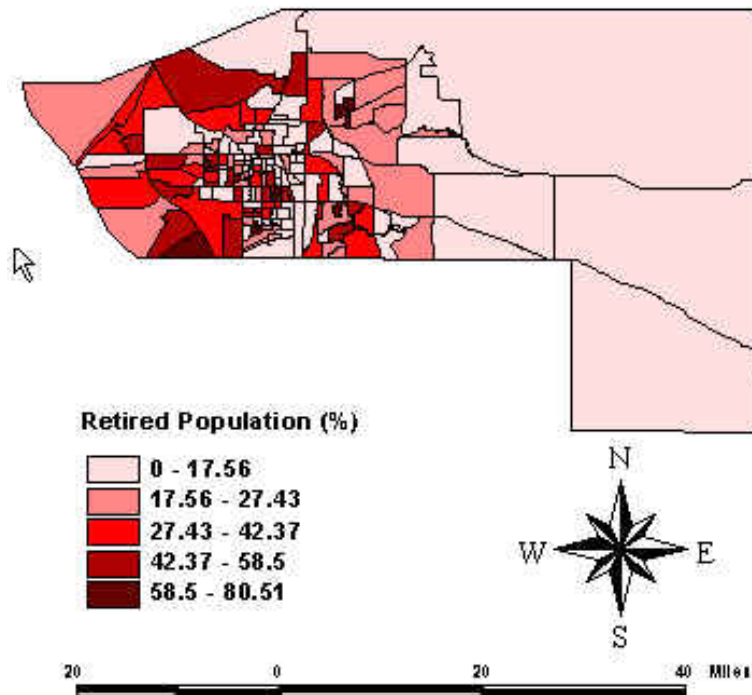 Retired Population (%)
0 - 17.56
17.56 - 27.43
27.43 - 42.37
42.37 - 58.5
58.5 - 80.51
N
W E
S
20 0 20 40 Miles